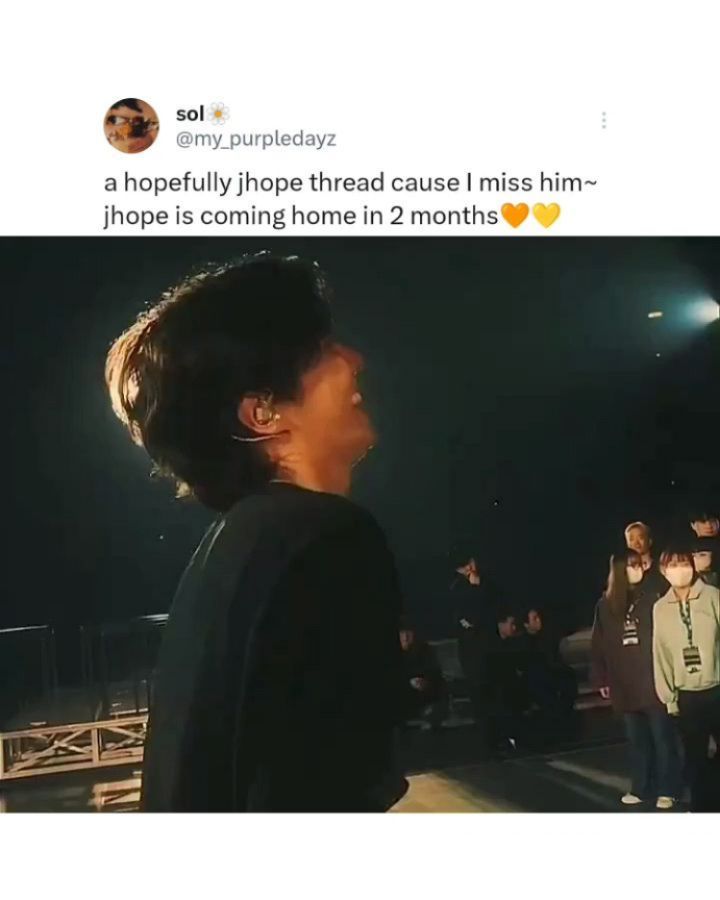 sol🌼
@my_purpledayz
a hopefully jhope thread cause I miss him~
jhope is coming home in 2 months🧡💛